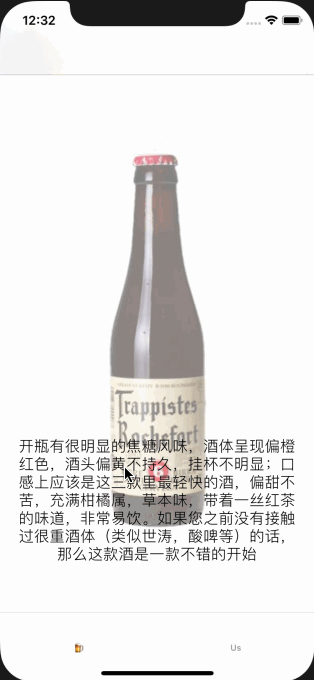 12:32
Trappistes
Rochefort
开瓶有很明显的焦糖风味，酒体呈现偏橙
红色，酒头偏黄不持久，挂杯不明显；口
感上应该是这三款里最轻快的酒，偏甜不
苦，充满柑橘属，草本味，带着一丝红茶
的味道，非常易饮。如果您之前没有接触
过很重酒体（类似世涛，酸啤等）的话，
那么这款酒是一款不错的开始
Us